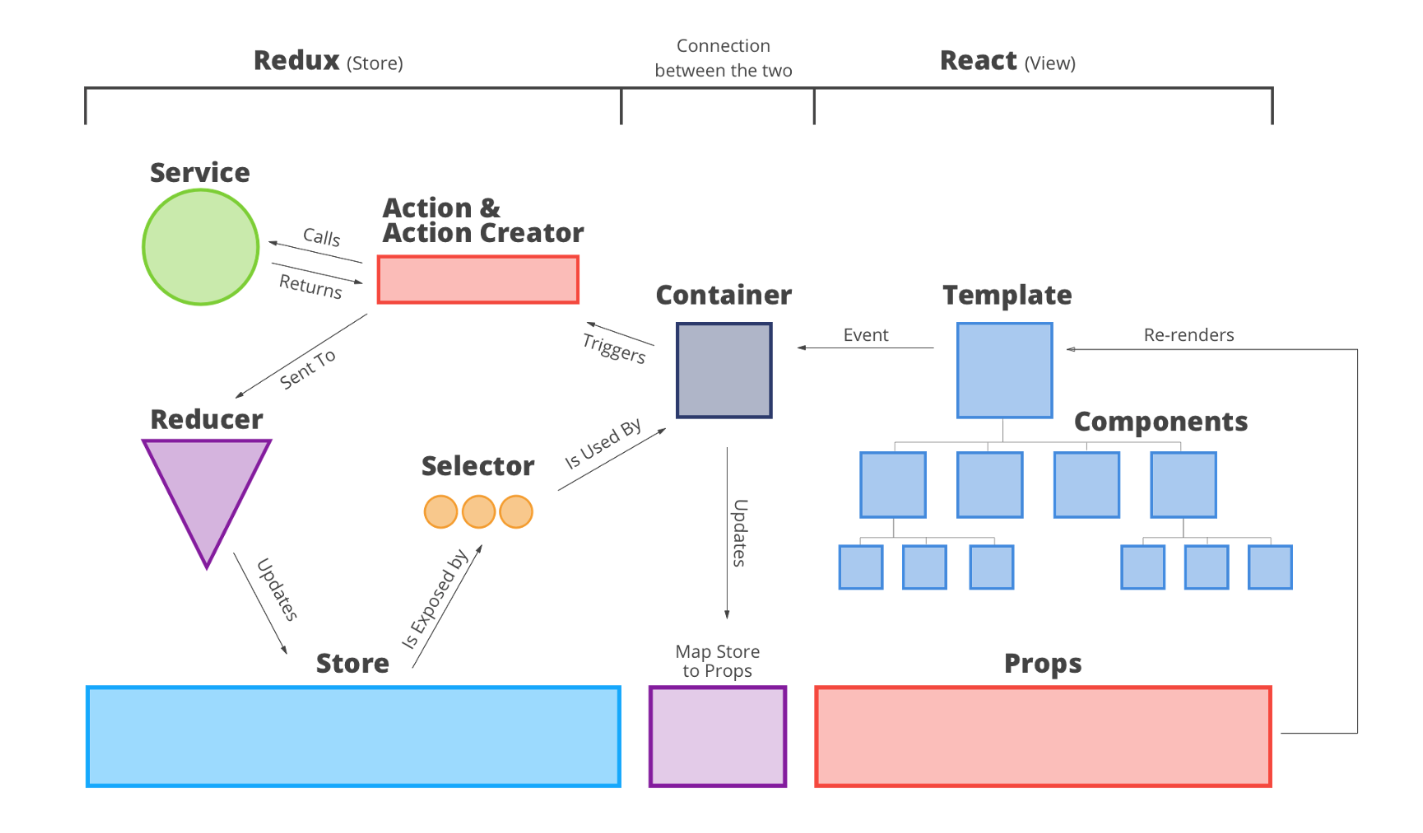 Redux (Store)
Connection
between the two
React (View)
Service
Action &
Action Creator
Calls
Returns
Container
Template
Triggers
Event
Re-renders
Sent To
Reducer
Components
Selector
Is Used By
Updates
Updates
Is Exposed by
Store
Map Store
to Props
Props